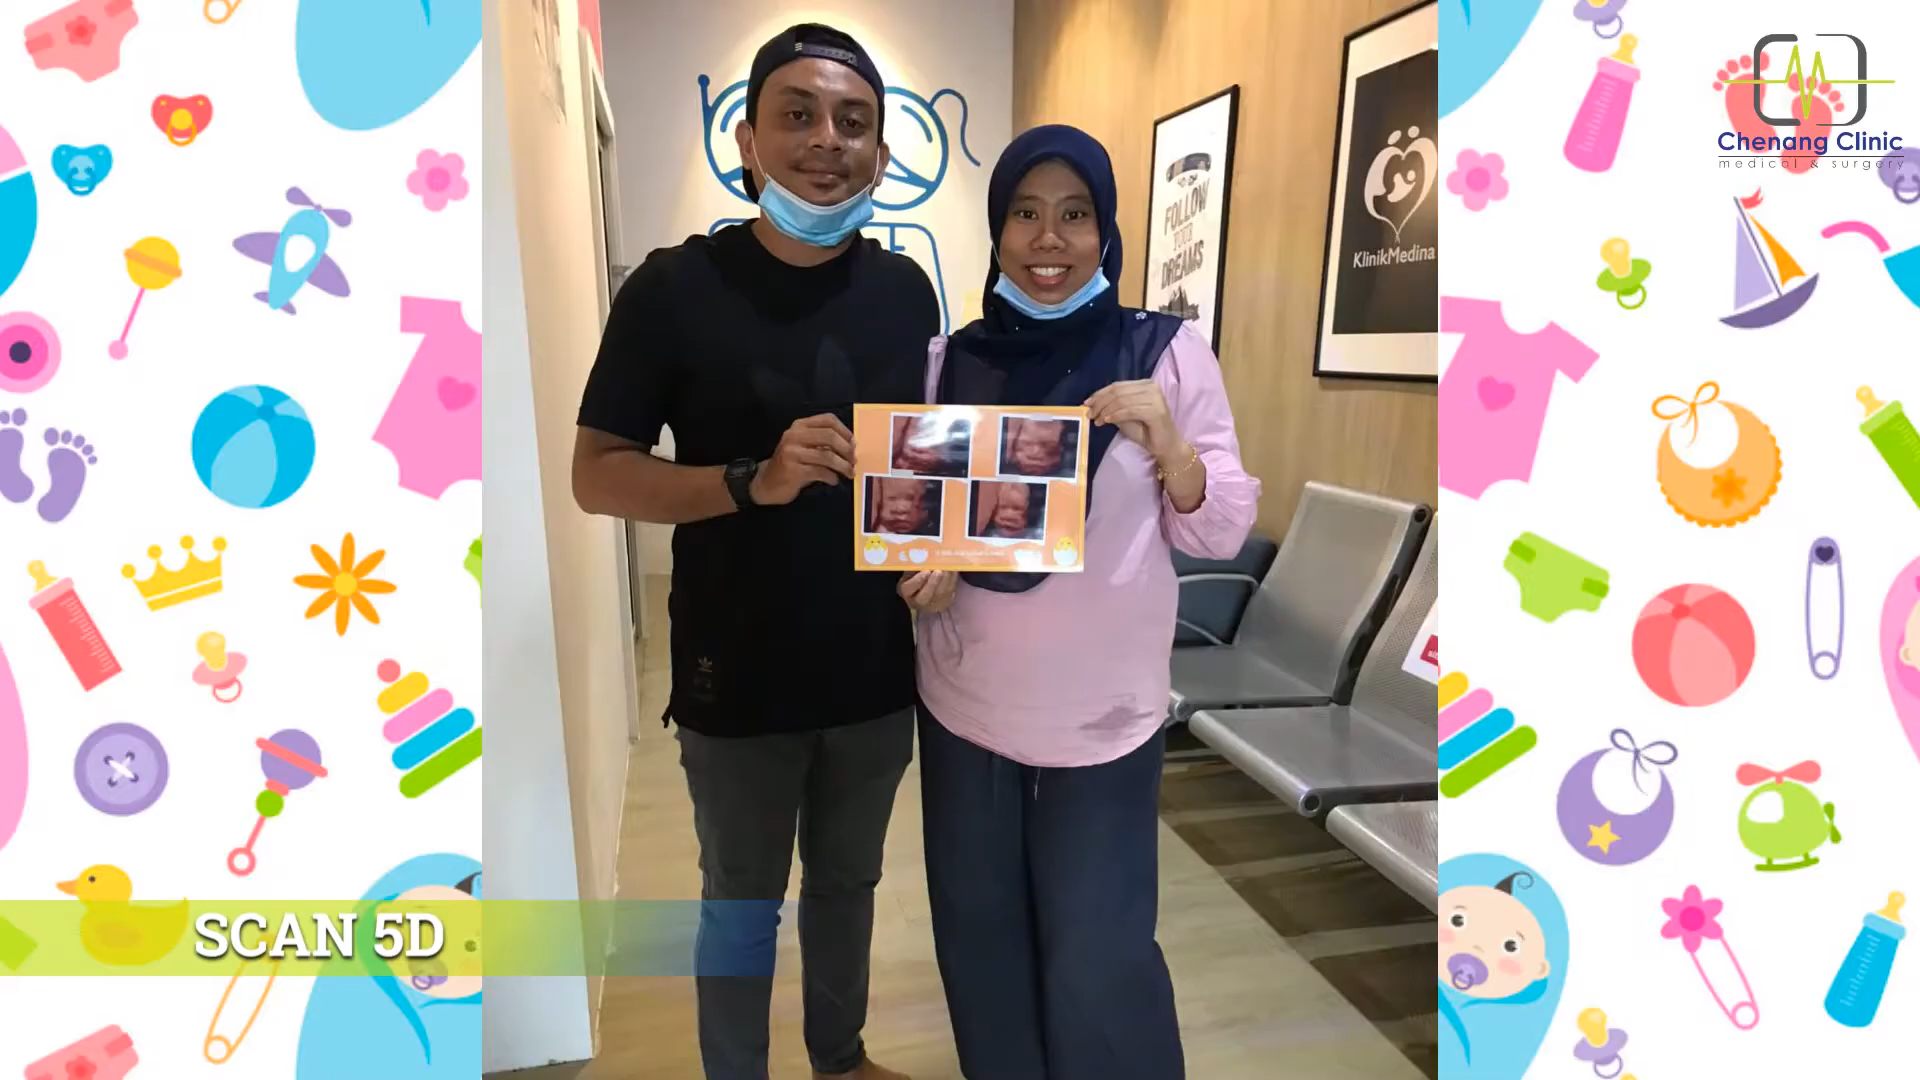 Chenang Clinic
medical & surgery
FOLLOW
YOUR
DREAMS
KlinikMedina
SCAN 5D